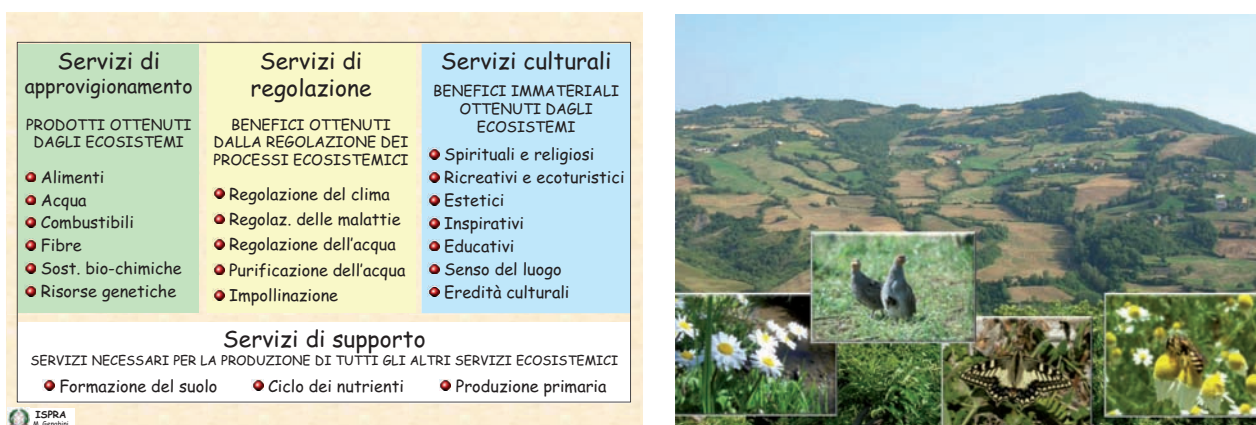 Servizi di
approvigionamento
PRODOTTI OTTENUTI
DAGLI ECOSISTEMI
Alimenti
Acqua
Combustibili
Fibre
Sost. bio-chimiche
Risorse genetiche
Servizi di
regolazione
BENEFICI OTTENUTI
DALLA REGOLAZIONE DEI
PROCESSI ECOSISTEMICI
Regolazione del clima
Regolaz. delle malattie
Regolazione dell'acqua
Purificazione dell'acqua
Impollinazione
Servizi culturali
BENEFICI IMMATERIALI
OTTENUTI DAGLI
ECOSISTEMI
Spirituali e religiosi
Ricreativi e ecoturistici
Estetici
Inspirativi
Educativi
Senso del luogo
Eredità culturali
Servizi di supporto
SERVIZI NECESSARI PER LA PRODUZIONE DI TUTTI GLI ALTRI SERVIZI ECOSISTEMICI
Formazione del suolo Ciclo dei nutrienti Produzione primaria
ISPRA
M. Genghini